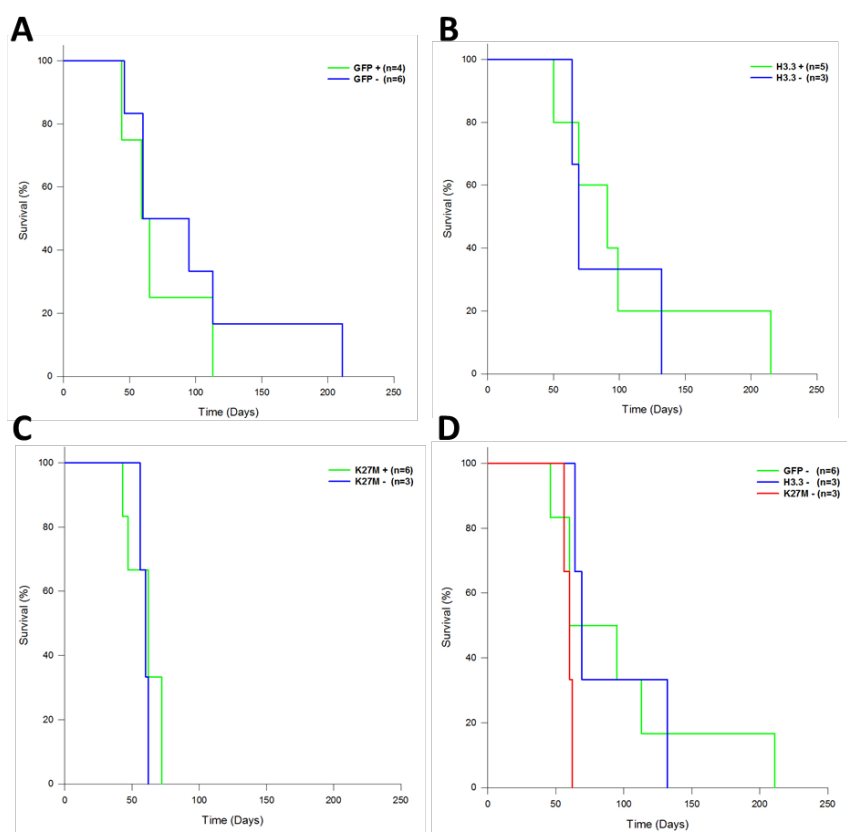 A
GFP + (n=4)
GFP - (n=6)
100
80
60
40
20
0
Survival (%)
0 50 100 150 200 250
Time (Days)
B
H3.3 + (n=5)
H3.3 - (n=3)
100
80
60
40
20
0
Survival (%)
0 50 100 150 200 250
Time (Days)
C
K27M + (n=6)
K27M - (n=3)
100
80
60
40
20
0
Survival (%)
0 50 100 150 200 250
Time (Days)
D
GFP - (n=6)
H3.3 - (n=3)
K27M - (n=3)
100
80
60
40
20
0
Survival (%)
0 50 100 150 200 250
Time (Days)